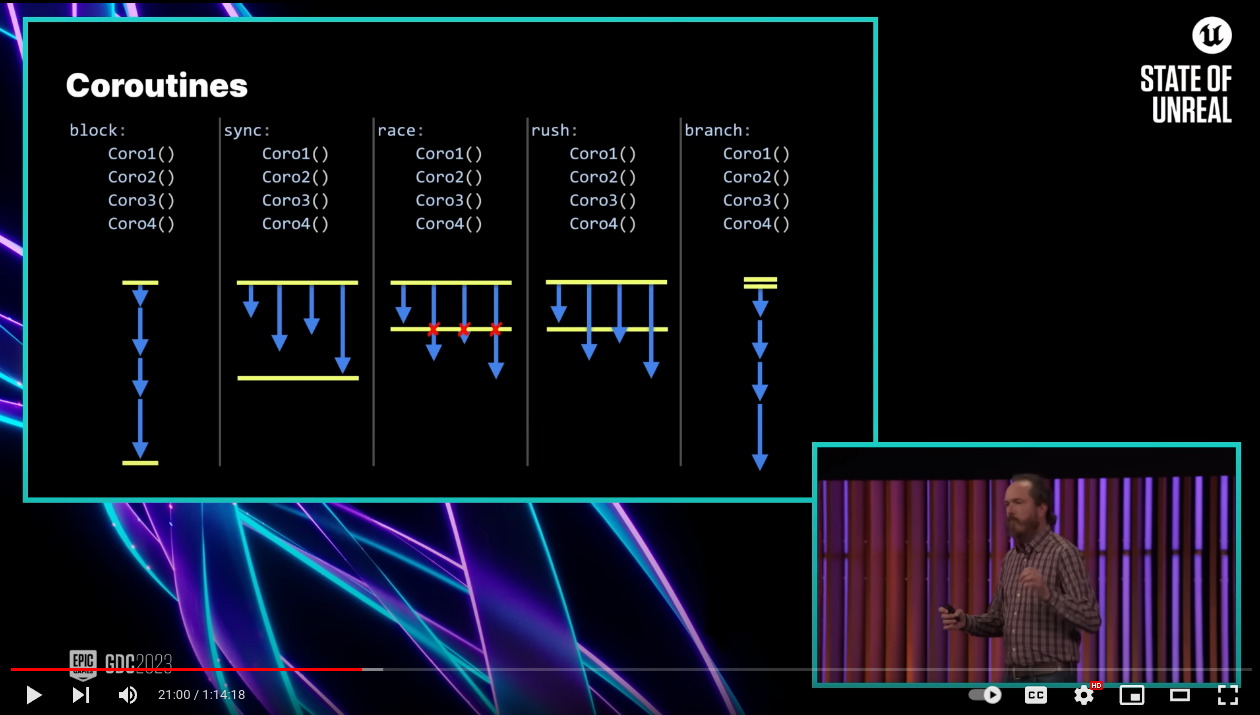 STATE OF
UNREAL
Coroutines
block:
Coro1()
Coro2()
Coro3()
Coro4()
sync:
Coro1()
Coro2()
Coro3()
Coro4()
race:
Coro1()
Coro2()
Coro3()
Coro4()
rush:
Coro1()
Coro2()
Coro3()
Coro4()
branch:
Coro1()
Coro2()
Coro3()
Coro4()
EPIC
GAMES
GDC2023
21:00 / 1:14:18
CC
HD